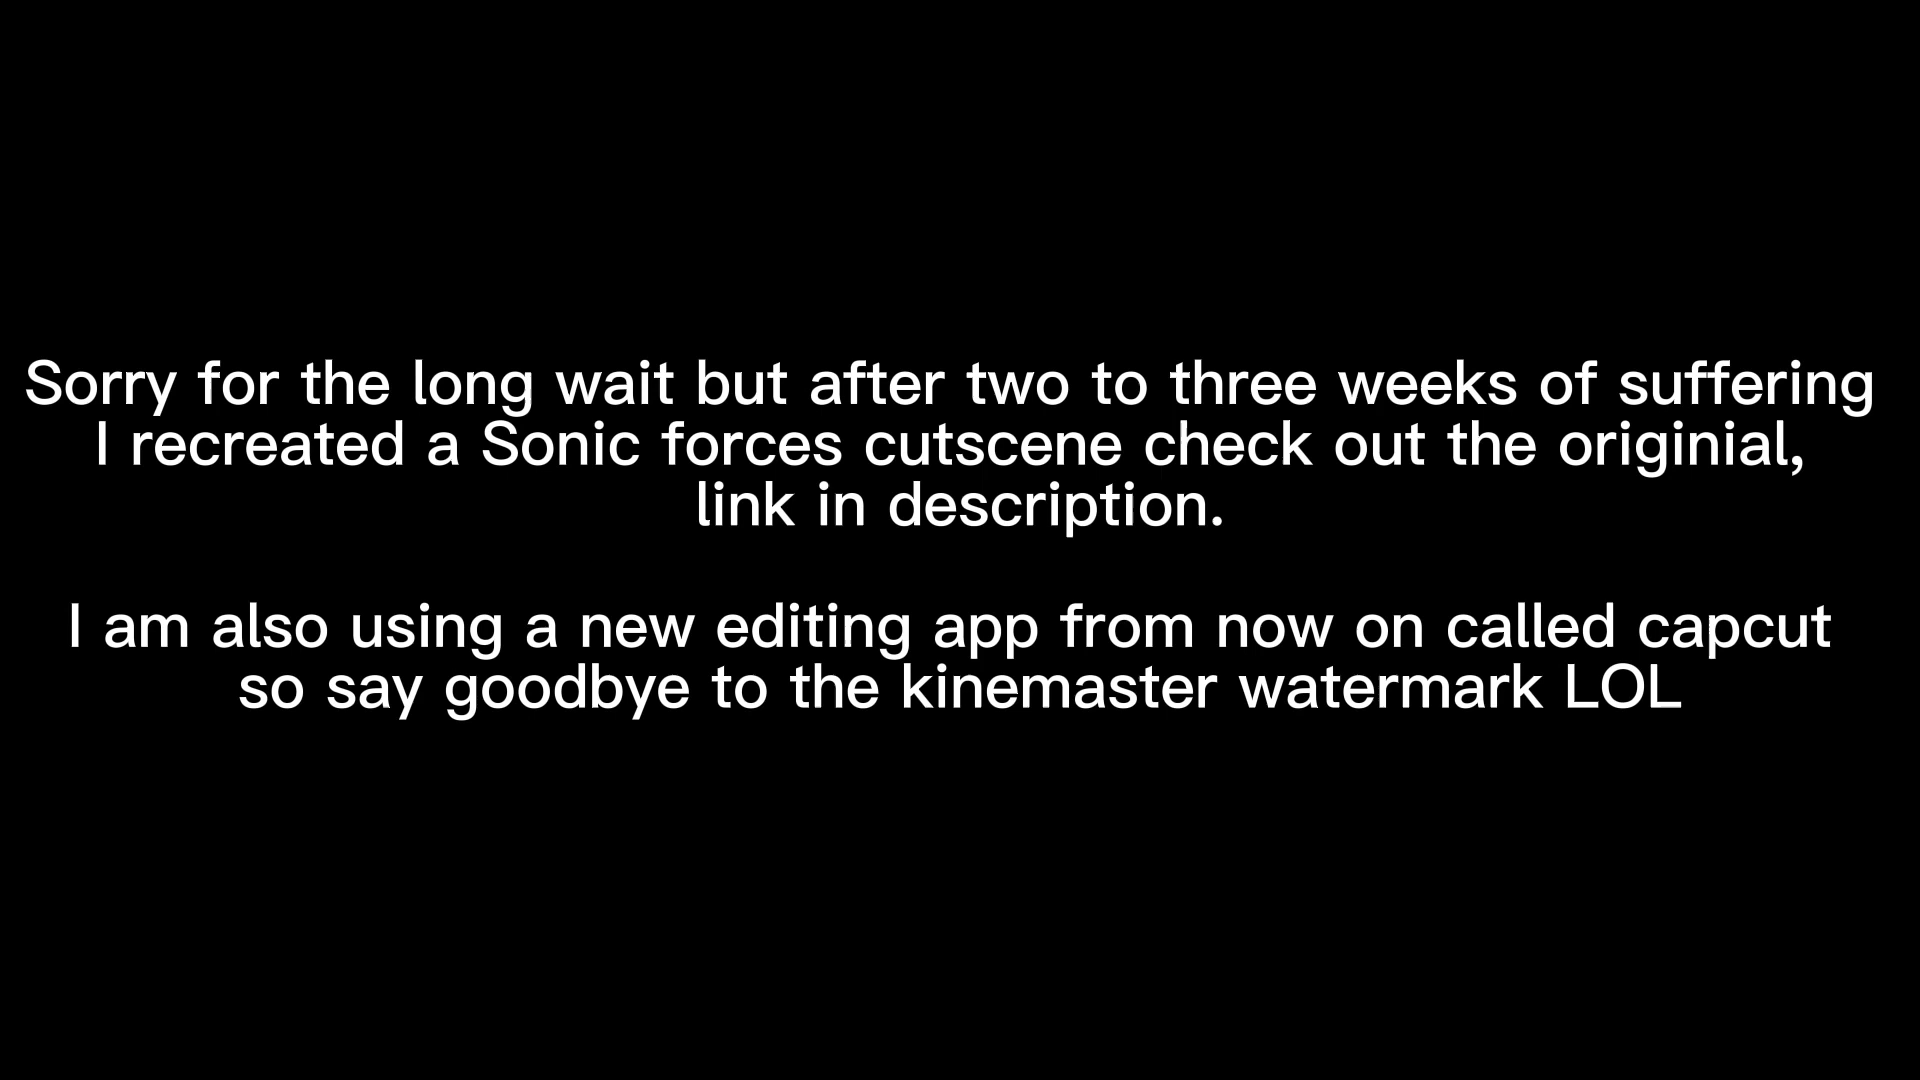 Sorry for the long wait but after two to three weeks of suffering
I recreated a Sonic forces cutscene check out the originial,
link in description.
I am also using a new editing app from now on called capcut
so say goodbye to the kinemaster watermark LOL